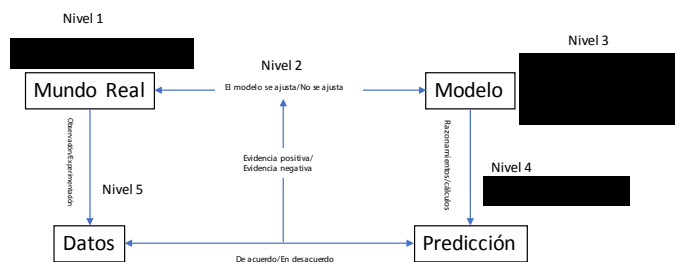 Nivel 1
Nivel 2
Nivel 3
Mundo Real
El modelo se ajusta/No se ajusta
Modelo
Observación/Experimentación
Razonamientos/cálculos
Evidencia positiva/
Evidencia negativa
Nivel 4
Nivel 5
Datos
Predicción
De acuerdo/En desacuerdo